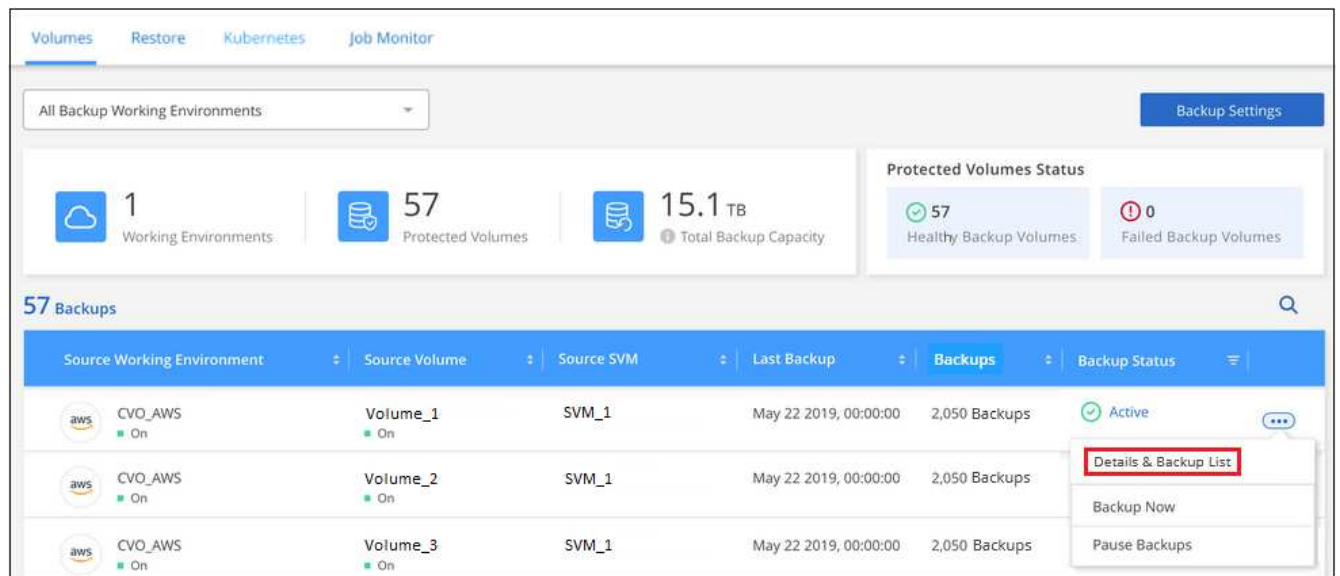 Volumes Restore Kubernetes Job Monitor
All Backup Working Environments
Backup Settings
1
Working Environments
57
Protected Volumes
15.1 TB
Total Backup Capacity
Protected Volumes Status
57
Healthy Backup Volumes
0
Failed Backup Volumes
57 Backups
Source Working Environment Source Volume Source SVM Last Backup Backups Backup Status
aws CVO_AWS Volume_1 SVM_1 May 22 2019, 00:00:00 2,050 Backups Active
On On
Details & Backup List
aws CVO_AWS Volume_2 SVM_1 May 22 2019, 00:00:00 2,050 Backups
On On
Backup Now
aws CVO_AWS Volume_3 SVM_1 May 22 2019, 00:00:00 2,050 Backups Pause Backups
On On